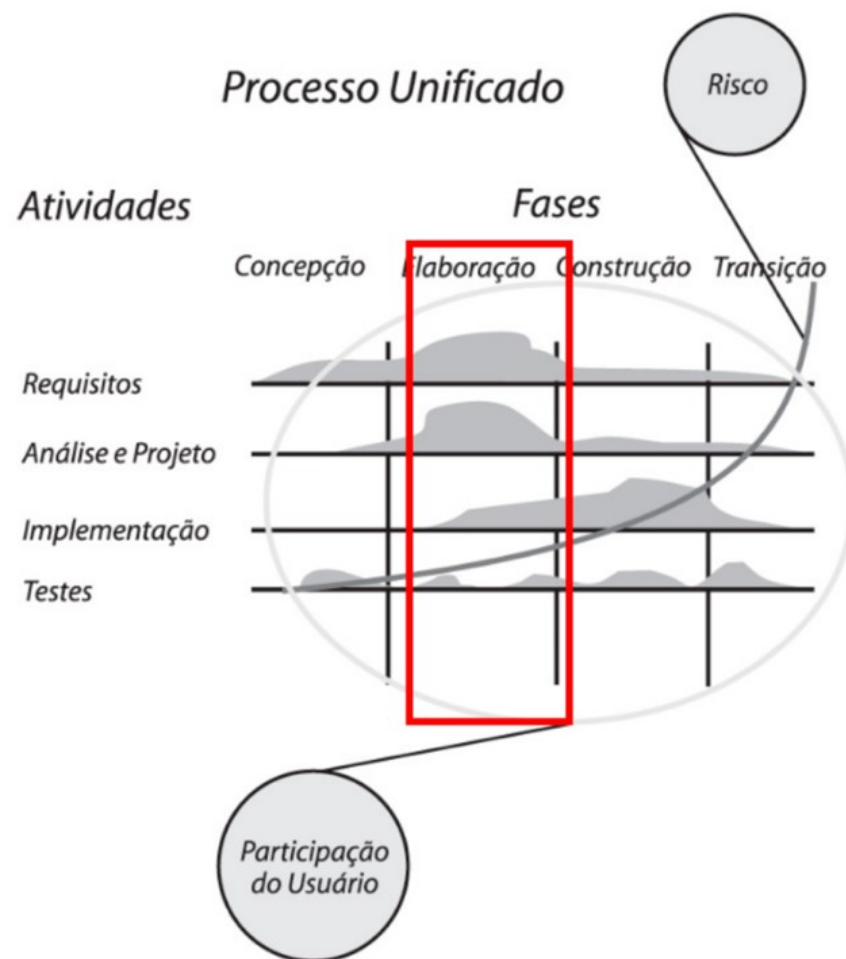 Processo Unificado
Risco
Atividades
Fases
Concepção
Elaboração
Construção
Transição
Requisitos
Análise e Projeto
Implementação
Testes
Participação
do Usuário